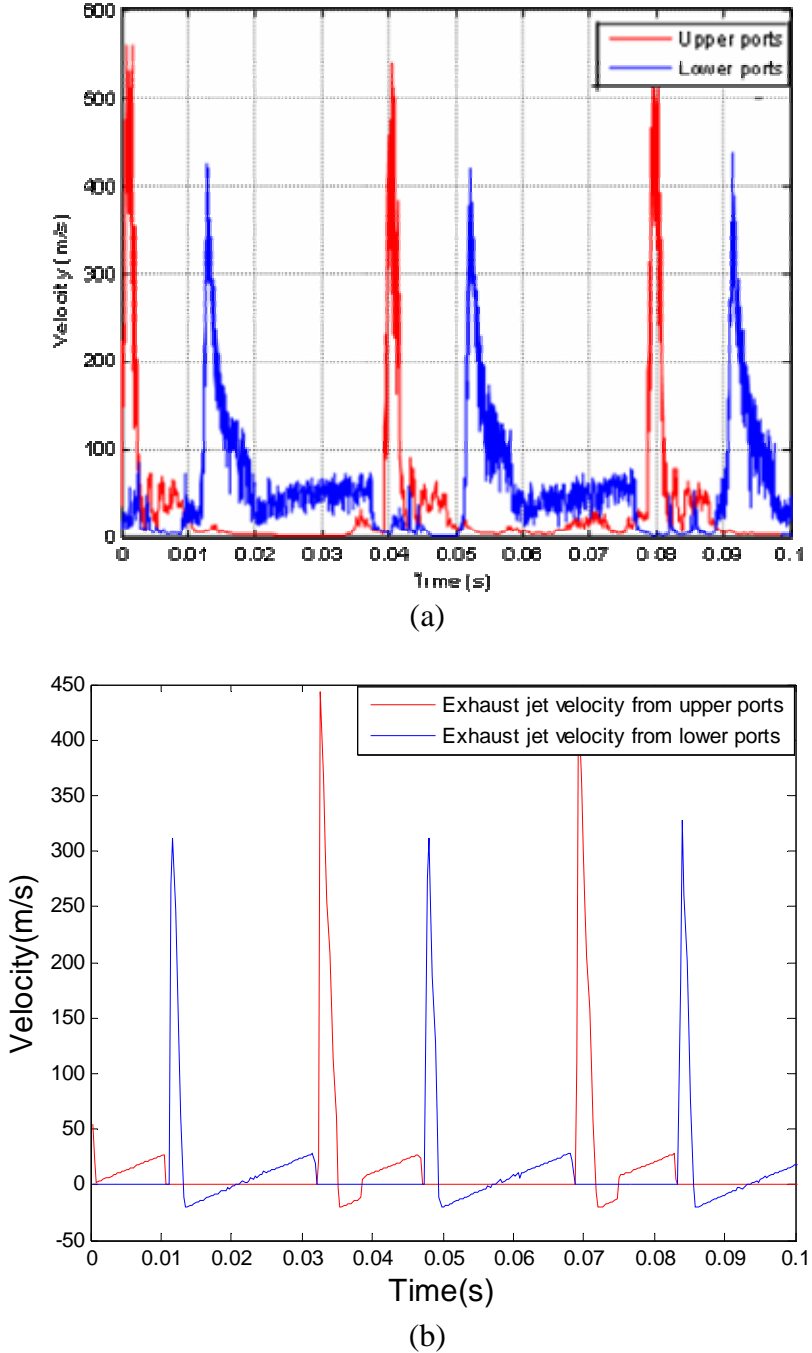 600
500
400
300
200
100
0
Velocity (m/s)
Upper ports
Lower ports
0 0.01 0.02 0.03 0.04 0.05 0.06 0.07 0.08 0.09 0.1
Time (s)
(a)
450
400
350
300
250
200
150
100
50
0
-50
Velocity(m/s)
Exhaust jet velocity from upper ports
Exhaust jet velocity from lower ports
0 0.01 0.02 0.03 0.04 0.05 0.06 0.07 0.08 0.09 0.1
Time(s)
(b)